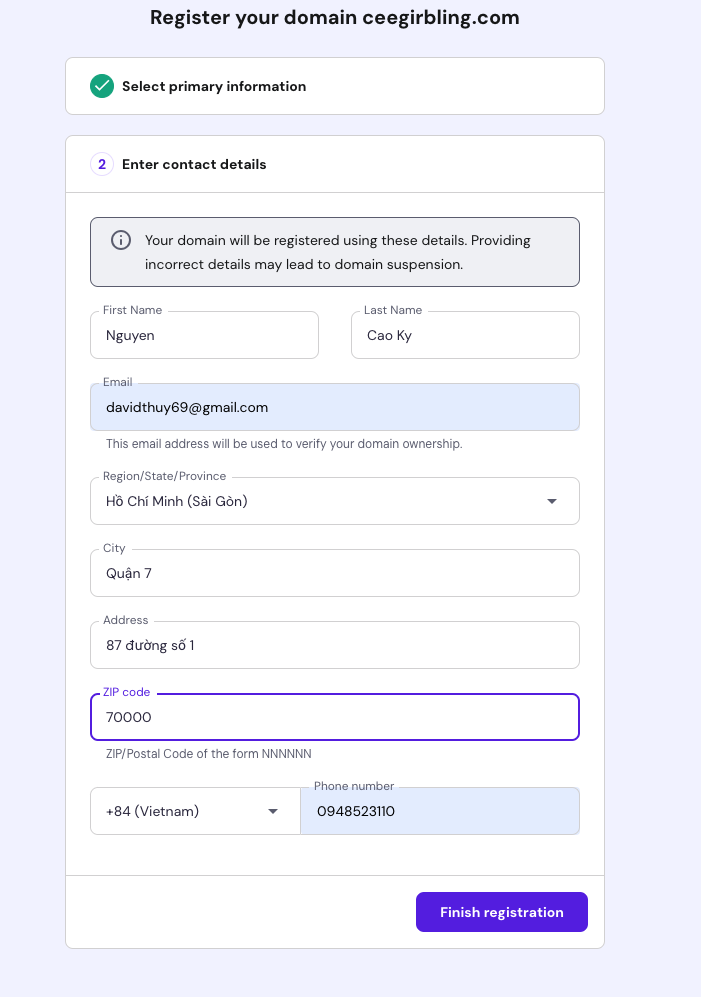 Register your domain ceegirbling.com
Select primary information
2 Enter contact details
Your domain will be registered using these details. Providing
incorrect details may lead to domain suspension.
First Name
Nguyen
Last Name
Cao Ky
Email
davidthuy69@gmail.com
This email address will be used to verify your domain ownership.
Region/State/Province
Hồ Chí Minh (Sài Gòn)
City
Quận 7
Address
87 đường số 1
ZIP code
70000
ZIP/Postal Code of the form NNNNNN
+84 (Vietnam)
Phone number
0948523110
Finish registration